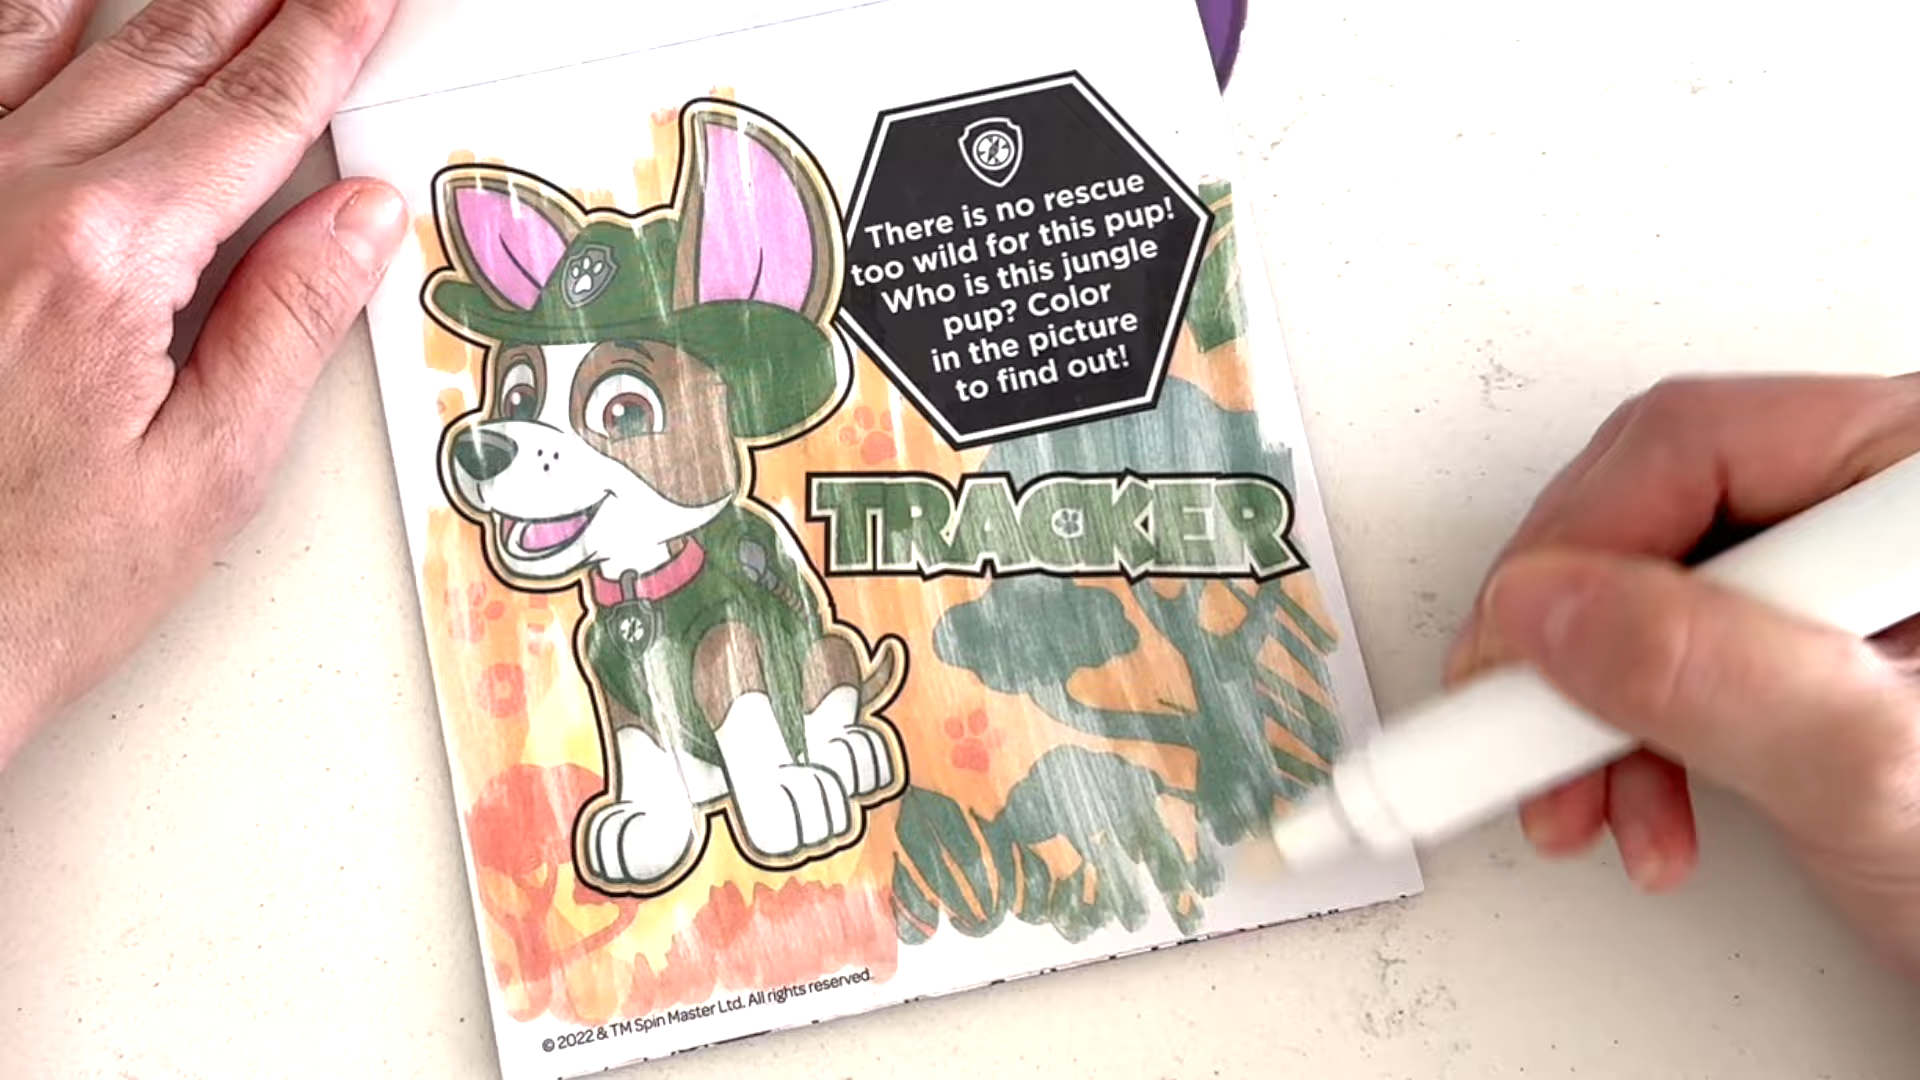 There is no rescue
too wild for this pup!
Who is this jungle
pup? Color
in the picture
to find out!
TRACKER
© 2022 & TM Spin Master Ltd. All rights reserved.